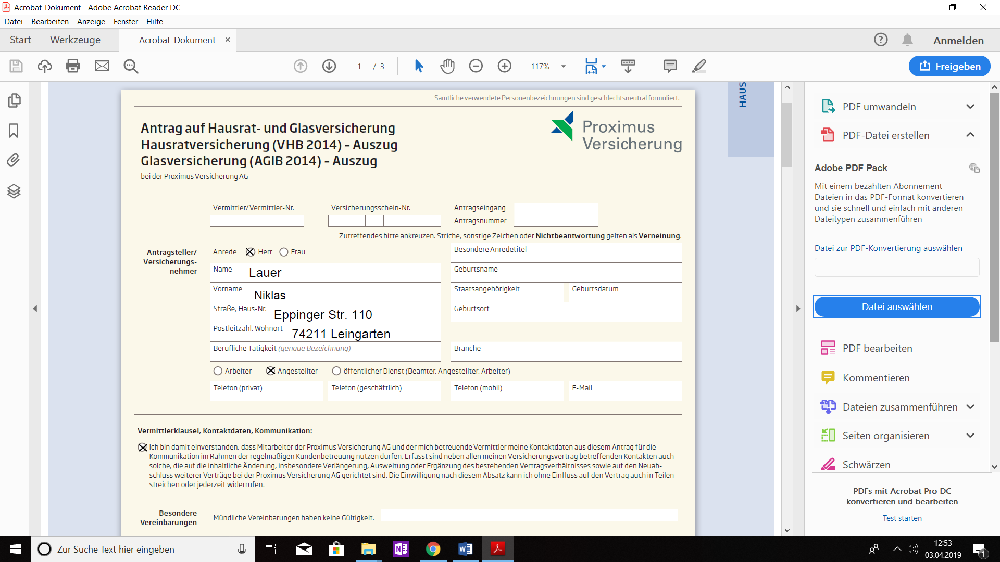 Acrobat-Dokument - Adobe Acrobat Reader DC
Datei Bearbeiten Anzeige Fenster Hilfe
Start Werkzeuge Acrobat-Dokument × Anmelden
1 / 3 117% Freigeben
HAUS
Sämtliche verwendete Personenbezeichnungen sind geschlechtsneutral formuliert.
Antrag auf Hausrat- und Glasversicherung
Hausratversicherung (VHB 2014) – Auszug
Glasversicherung (AGIB 2014) – Auszug
bei der Proximus Versicherung AG
Proximus
Versicherung
Vermittler/Vermittler-Nr. Versicherungsschein-Nr. Antragseingang
Antragsnummer
Zutreffendes bitte ankreuzen. Striche, sonstige Zeichen oder Nichtbeantwortung gelten als Verneinung.
Antragsteller/
Versicherungs-
nehmer
Anrede Herr Frau Besondere Anredetitel
Name Lauer Geburtsname
Vorname Niklas Staatsangehörigkeit Geburtsdatum
Straße, Haus-Nr. Eppinger Str. 110 Geburtsort
Postleitzahl, Wohnort 74211 Leingarten
Berufliche Tätigkeit (genaue Bezeichnung) Branche
Arbeiter Angestellter öffentlicher Dienst (Beamter, Angestellter, Arbeiter)
Telefon (privat) Telefon (geschäftlich) Telefon (mobil) E-Mail
Vermittlerklausel, Kontaktdaten, Kommunikation:
Ich bin damit einverstanden, dass Mitarbeiter der Proximus Versicherung AG und der mich betreuende Vermittler meine Kontaktdaten aus diesem Antrag für die
Kommunikation im Rahmen der regelmäßigen Kundenbetreuung nutzen dürfen. Erfasst sind neben allen meinen Versicherungsvertrag betreffenden Kontakten auch
solche, die auf die inhaltliche Änderung, insbesondere Verlängerung, Ausweitung oder Ergänzung des bestehenden Vertragsverhältnisses sowie auf den Neuab-
schluss weiterer Verträge bei der Proximus Versicherung AG gerichtet sind. Die Einwilligung nach diesem Absatz kann ich ohne Einfluss auf den Vertrag auch in Teilen
streichen oder jederzeit widerrufen.
Besondere
Vereinbarungen
Mündliche Vereinbarungen haben keine Gültigkeit.
PDF umwandeln
PDF-Datei erstellen
Adobe PDF Pack
Mit einem bezahlten Abonnement
Dateien in das PDF-Format konvertieren
und sie schnell und einfach mit anderen
Dateitypen zusammenführen
Datei zur PDF-Konvertierung auswählen
Datei auswählen
PDF bearbeiten
Kommentieren
Dateien zusammenführen
Seiten organisieren
Schwärzen
PDFs mit Acrobat Pro DC
konvertieren und bearbeiten
Test starten
Zur Suche Text hier eingeben
12:53
03.04.2019
1